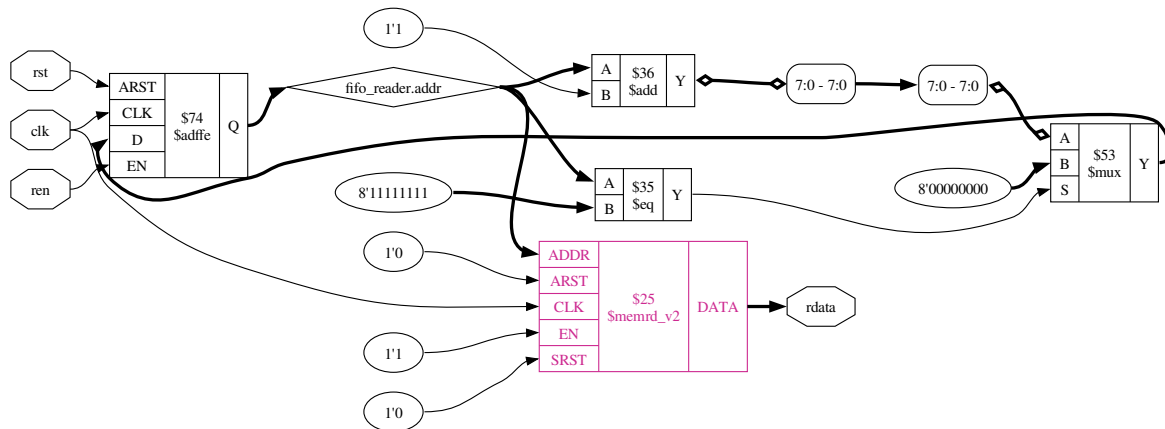 rst
clk
ren
ARST
CLK
D
EN
$74
$adffe
Q
fifo_reader.addr
1'1
A
B
$36
$add
Y
7:0 - 7:0
7:0 - 7:0
8'11111111
A
B
$35
$eq
Y
8'00000000
A
B
S
$53
$mux
Y
1'0
1'1
1'0
ADDR
ARST
CLK
EN
SRST
$25
$memrd_v2
DATA
rdata